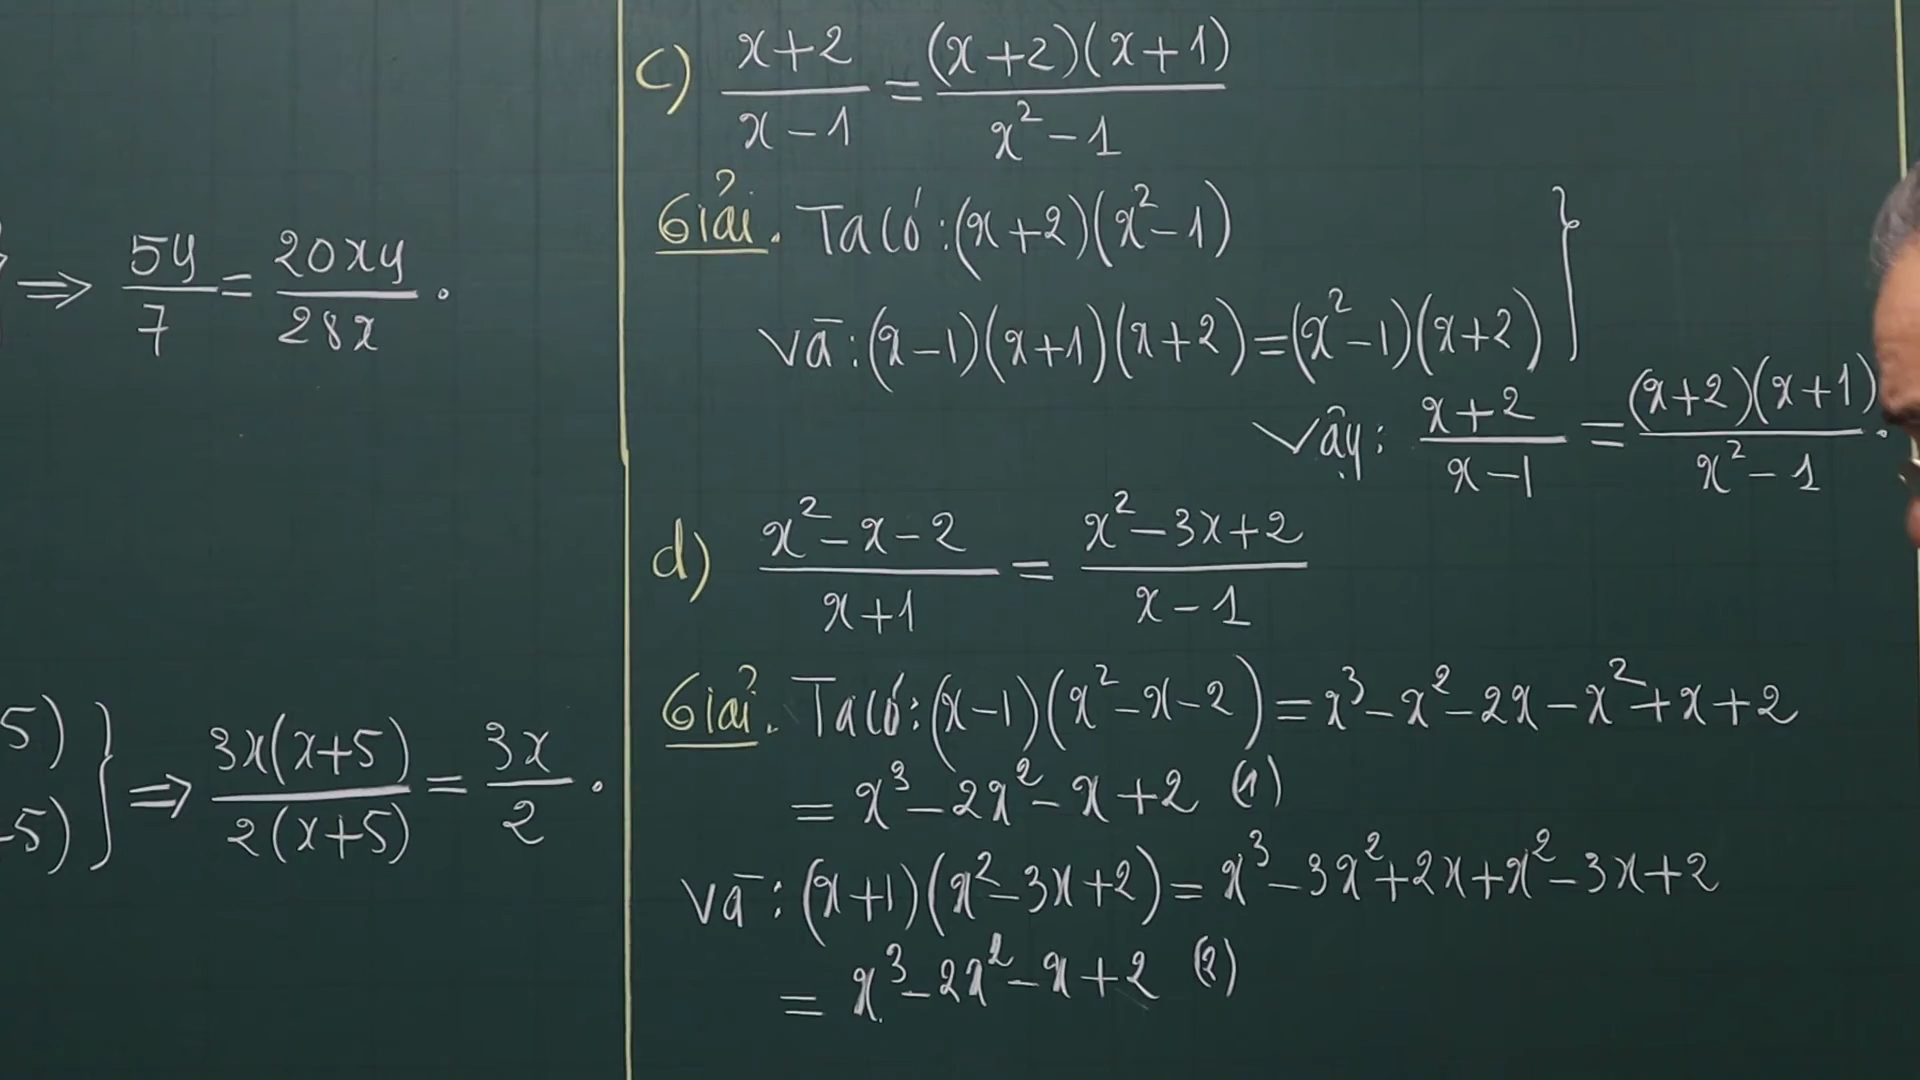 } ⇒ 5y/7 = 20xy/28x .
5)
-5) } ⇒ 3x(x+5)/2(x+5) = 3x/2 .
c) x+2/x-1 = (x+2)(x+1)/x²-1
Giải. Ta có: (x+2)(x²-1)
và: (x-1)(x+1)(x+2) = (x²-1)(x+2) }
Vậy: x+2/x-1 = (x+2)(x+1)/x²-1 .
d) x²-x-2/x+1 = x²-3x+2/x-1
Giải. Ta có: (x-1)(x²-x-2) = x³-x²-2x-x²+x+2
= x³-2x²-x+2 (1)
và: (x+1)(x²-3x+2) = x³-3x²+2x+x²-3x+2
= x³-2x²-x+2 (2)